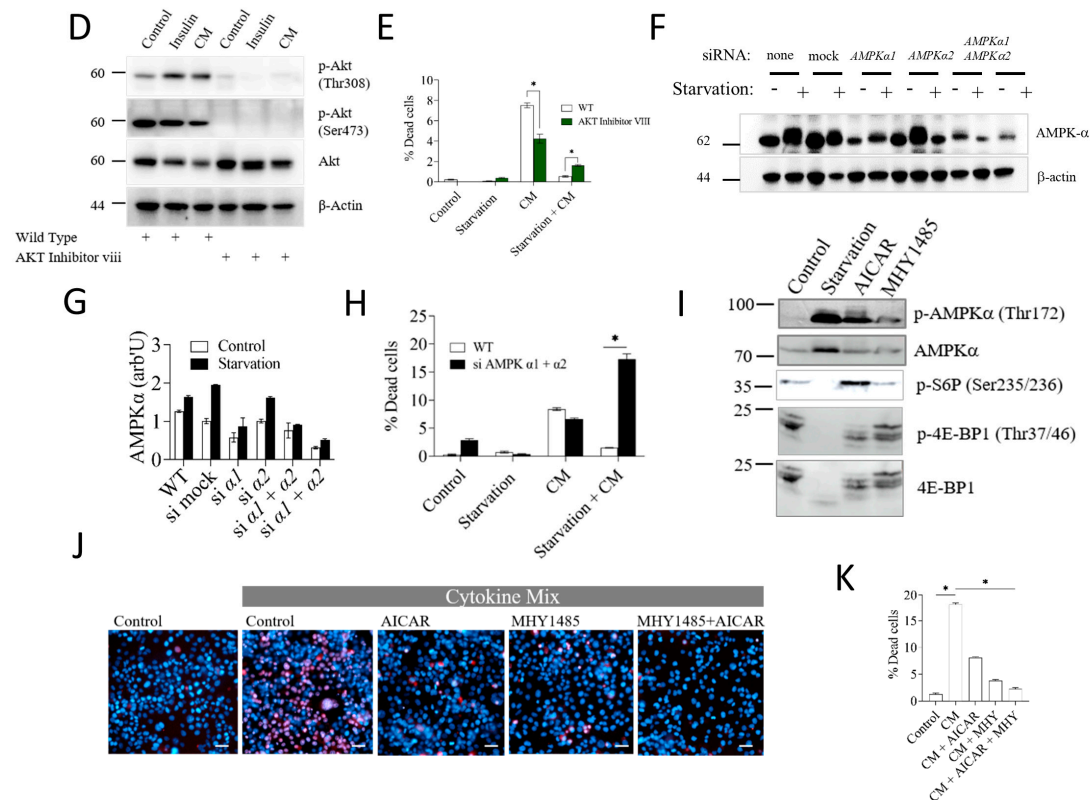 D
Control
Insulin
CM
Control
Insulin
CM
60
p-Akt
(Thr308)
60
p-Akt
(Ser473)
60
Akt
44
β-Actin
Wild Type + + +
AKT Inhibitor viii + + +
E
% Dead cells
10
8
6
4
2
0
*
*
WT
AKT Inhibitor VIII
Control
Starvation
CM
Starvation + CM
F
siRNA: none mock AMPKα1 AMPKα2 AMPKα1
AMPKα2
Starvation: - + - + - + - + - + - +
62
AMPK-α
44
β-actin
G
AMPKα (arb'U)
3
2
1
0
Control
Starvation
WT
si mock
si α1
si α2
si α1 + α2
si α1 + α2
H
% Dead cells
25
20
15
10
5
0
WT
si AMPK α1 + α2
*
Control
Starvation
CM
Starvation + CM
I
Control
Starvation
AICAR
MHY1485
100
p-AMPKα (Thr172)
70
AMPKα
35
p-S6P (Ser235/236)
25
p-4E-BP1 (Thr37/46)
25
4E-BP1
J
Cytokine Mix
Control Control AICAR MHY1485 MHY1485+AICAR
K
% Dead cells
20
15
10
5
0
*
*
Control
CM
CM + AICAR
CM + MHY
CM + AICAR + MHY